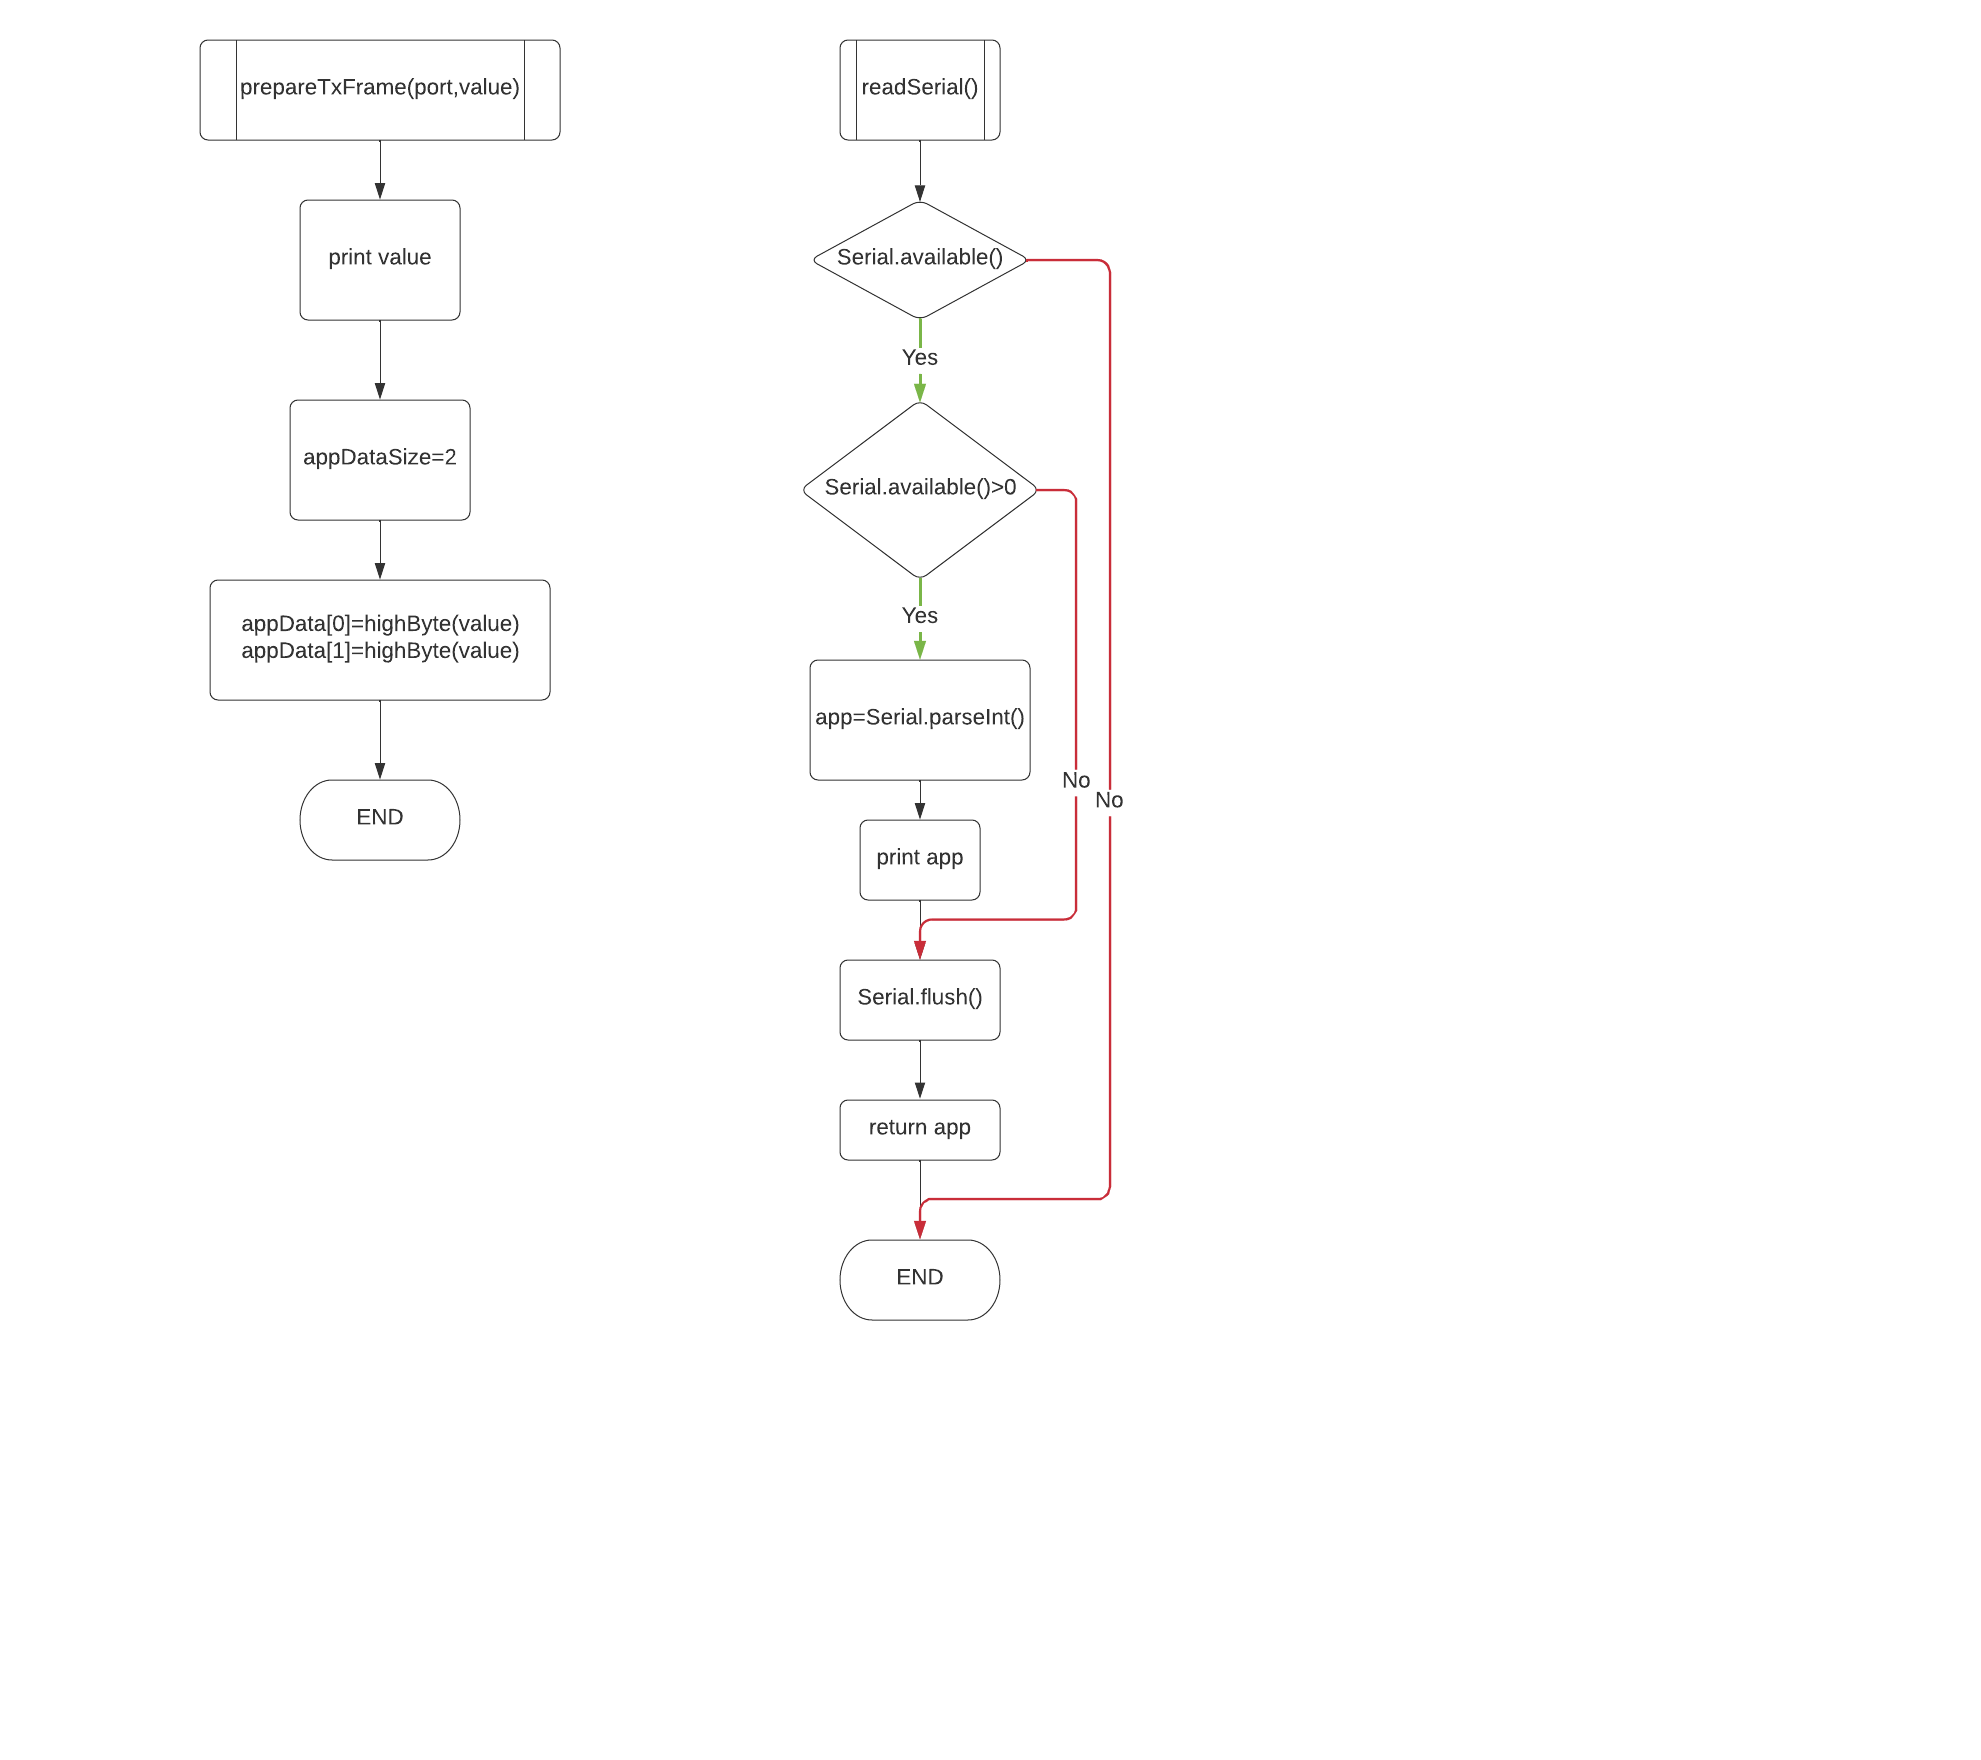 prepareTxFrame(port,value)
print value
appDataSize=2
appData[0]=highByte(value)
appData[1]=highByte(value)
END
readSerial()
Serial.available()
Yes
Serial.available()>0
Yes
app=Serial.parseInt()
No
No
print app
Serial.flush()
return app
END